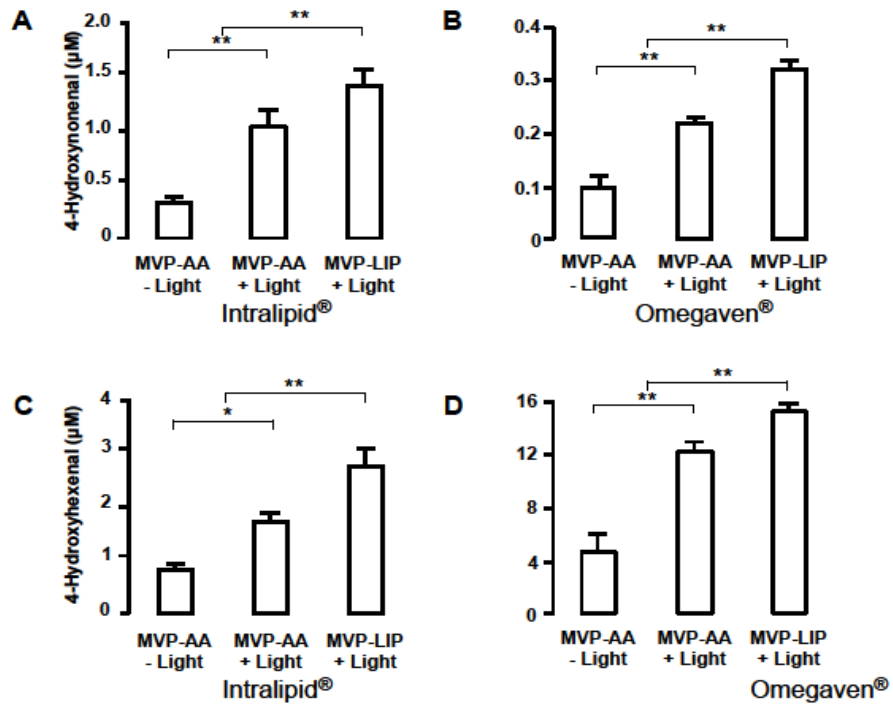 A
4-Hydroxynonenal (µM)
2.0
1.5
1.0
0.5
0
**
**
MVP-AA MVP-AA MVP-LIP
- Light + Light + Light
Intralipid®
B
0.4
0.3
0.2
0.1
0
**
**
MVP-AA MVP-AA MVP-LIP
- Light + Light + Light
Omegaven®
C
4-Hydroxyhexenal (µM)
4
3
2
1
0
**
*
MVP-AA MVP-AA MVP-LIP
- Light + Light + Light
Intralipid®
D
16
12
8
4
0
**
**
MVP-AA MVP-AA MVP-LIP
- Light + Light + Light
Omegaven®